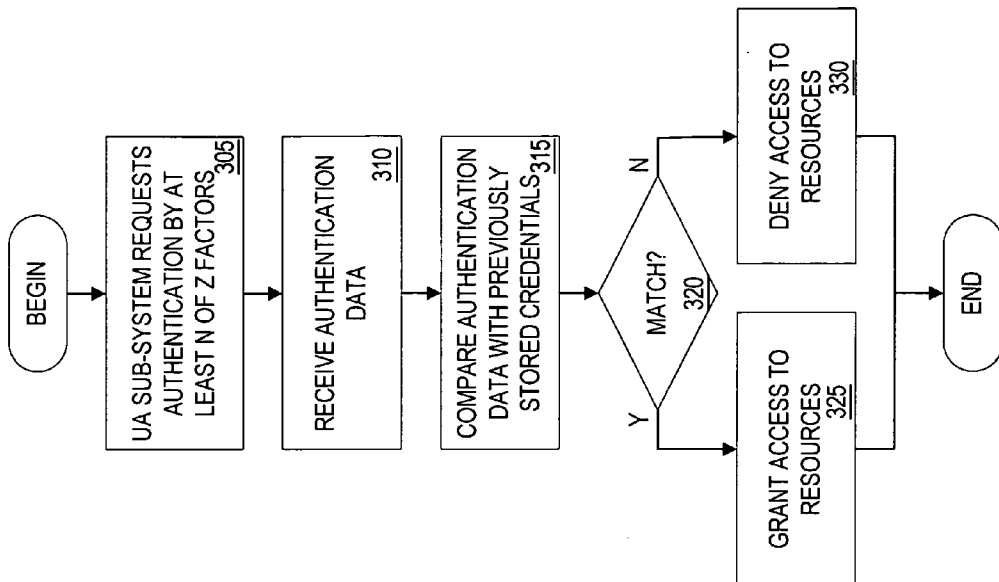 BEGIN
UA SUB-SYSTEM REQUESTS
AUTHENTICATION BY AT
LEAST N OF Z FACTORS
305
RECEIVE AUTHENTICATION
DATA
310
COMPARE AUTHENTICATION
DATA WITH PREVIOUSLY
STORED CREDENTIALS
315
MATCH?
320
Y
N
GRANT ACCESS TO
RESOURCES
325
DENY ACCESS TO
RESOURCES
330
END